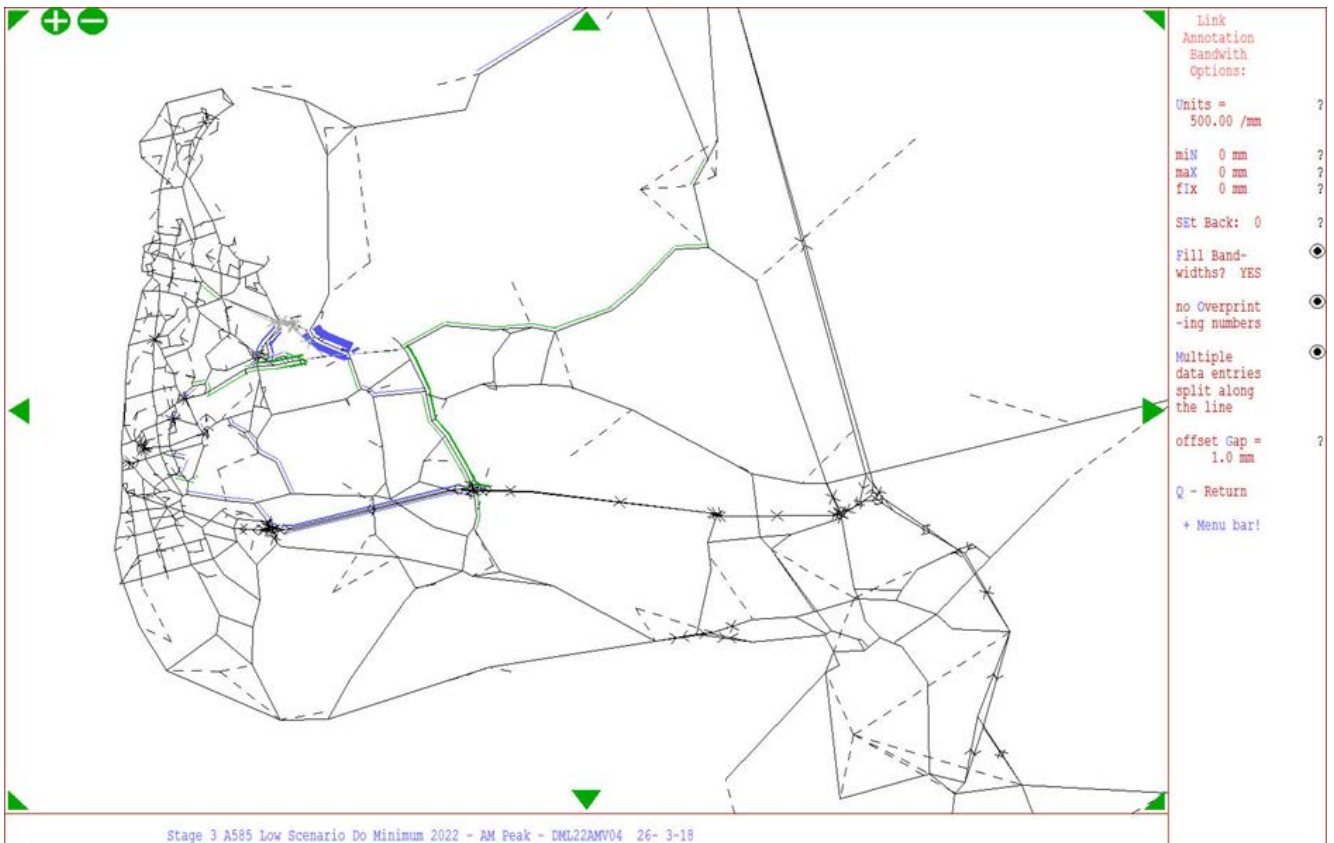 Link
Annotation
Bandwith
Options:
Units = ?
500.00 /mm
miN 0 mm ?
maX 0 mm ?
fIx 0 mm ?
SEt Back: 0 ?
Fill Band-
widths? YES
no Overprint
-ing numbers
Multiple
data entries
split along
the line
offset Gap = ?
1.0 mm
Q - Return
+ Menu bar!
Stage 3 A585 Low Scenario Do Minimum 2022 - AM Peak - DML22AMV04 26- 3-18